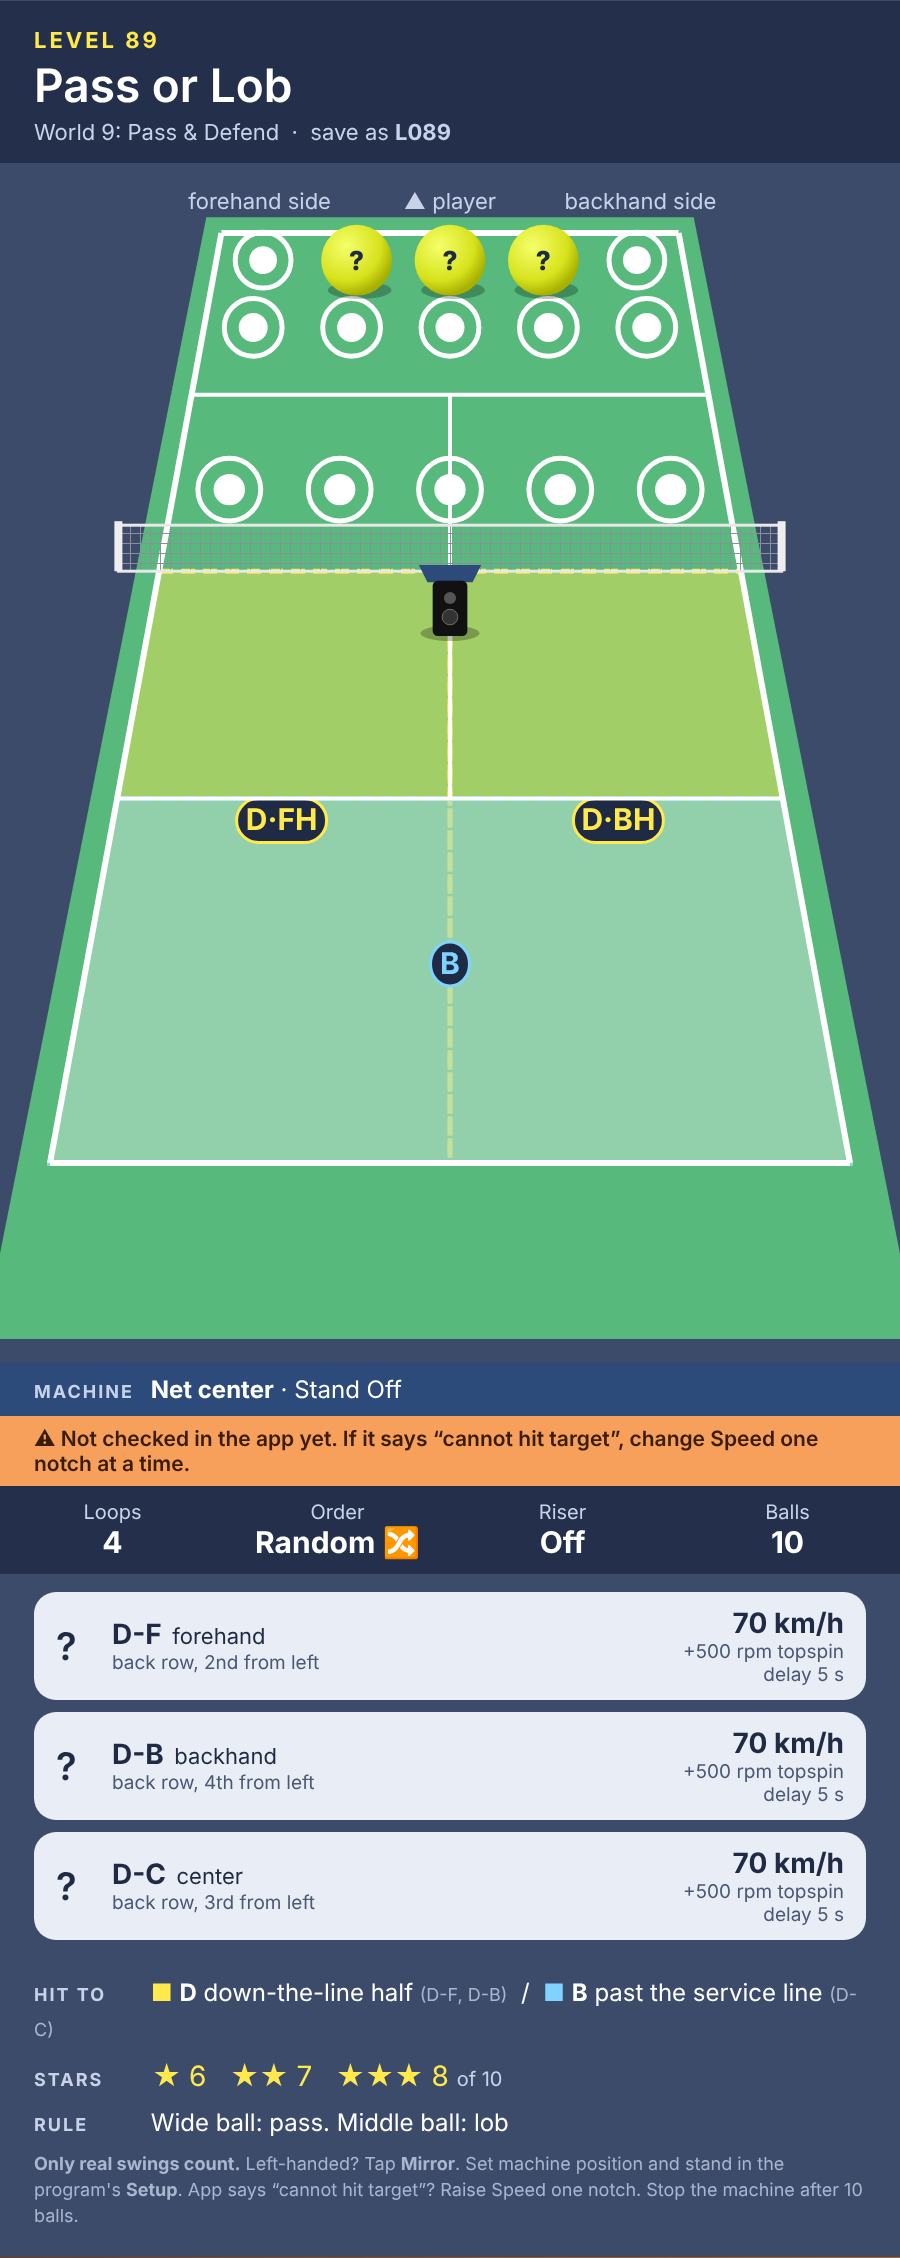 LEVEL 89
Pass or Lob
World 9: Pass & Defend · save as L089
forehand side ▲ player backhand side
? ? ?
D·FH D·BH
B
MACHINE Net center · Stand Off
⚠ Not checked in the app yet. If it says “cannot hit target”, change Speed one
notch at a time.
Loops Order Riser Balls
4 Random 🔀 Off 10
? D-F forehand 70 km/h
back row, 2nd from left +500 rpm topspin
delay 5 s
? D-B backhand 70 km/h
back row, 4th from left +500 rpm topspin
delay 5 s
? D-C center 70 km/h
back row, 3rd from left +500 rpm topspin
delay 5 s
HIT TO D down-the-line half (D-F, D-B) / B past the service line (D-
C)
STARS ★ 6 ★★ 7 ★★★ 8 of 10
RULE Wide ball: pass. Middle ball: lob
Only real swings count. Left-handed? Tap Mirror. Set machine position and stand in the
program's Setup. App says “cannot hit target”? Raise Speed one notch. Stop the machine after 10
balls.